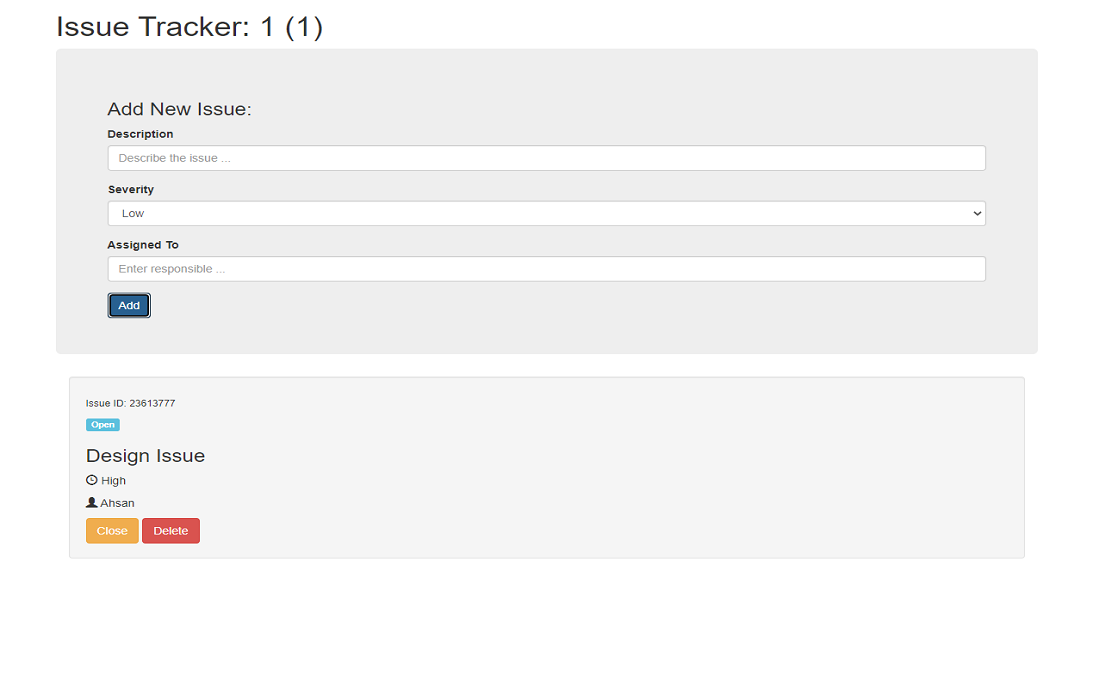 Issue Tracker: 1 (1)
Add New Issue:
Description
Describe the issue ...
Severity
Low
Assigned To
Enter responsible ...
Add
Issue ID: 23613777
Open
Design Issue
High
Ahsan
Close Delete